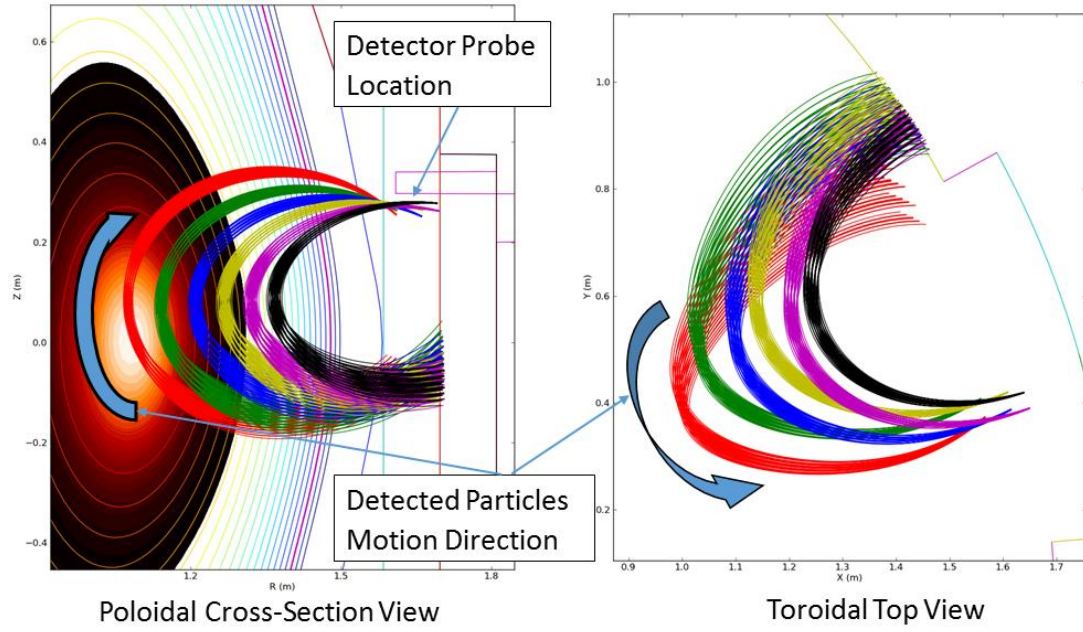 Detector Probe
Location
0.6
0.4
0.2
0.0
−0.2
−0.4
Z (m)
1.2
1.5
1.8
R (m)
Poloidal Cross-Section View
Detected Particles
Motion Direction
1.0
0.8
0.6
0.4
0.2
Y (m)
0.9
1.0
1.1
1.2
1.3
1.4
1.5
1.6
1.7
X (m)
Toroidal Top View